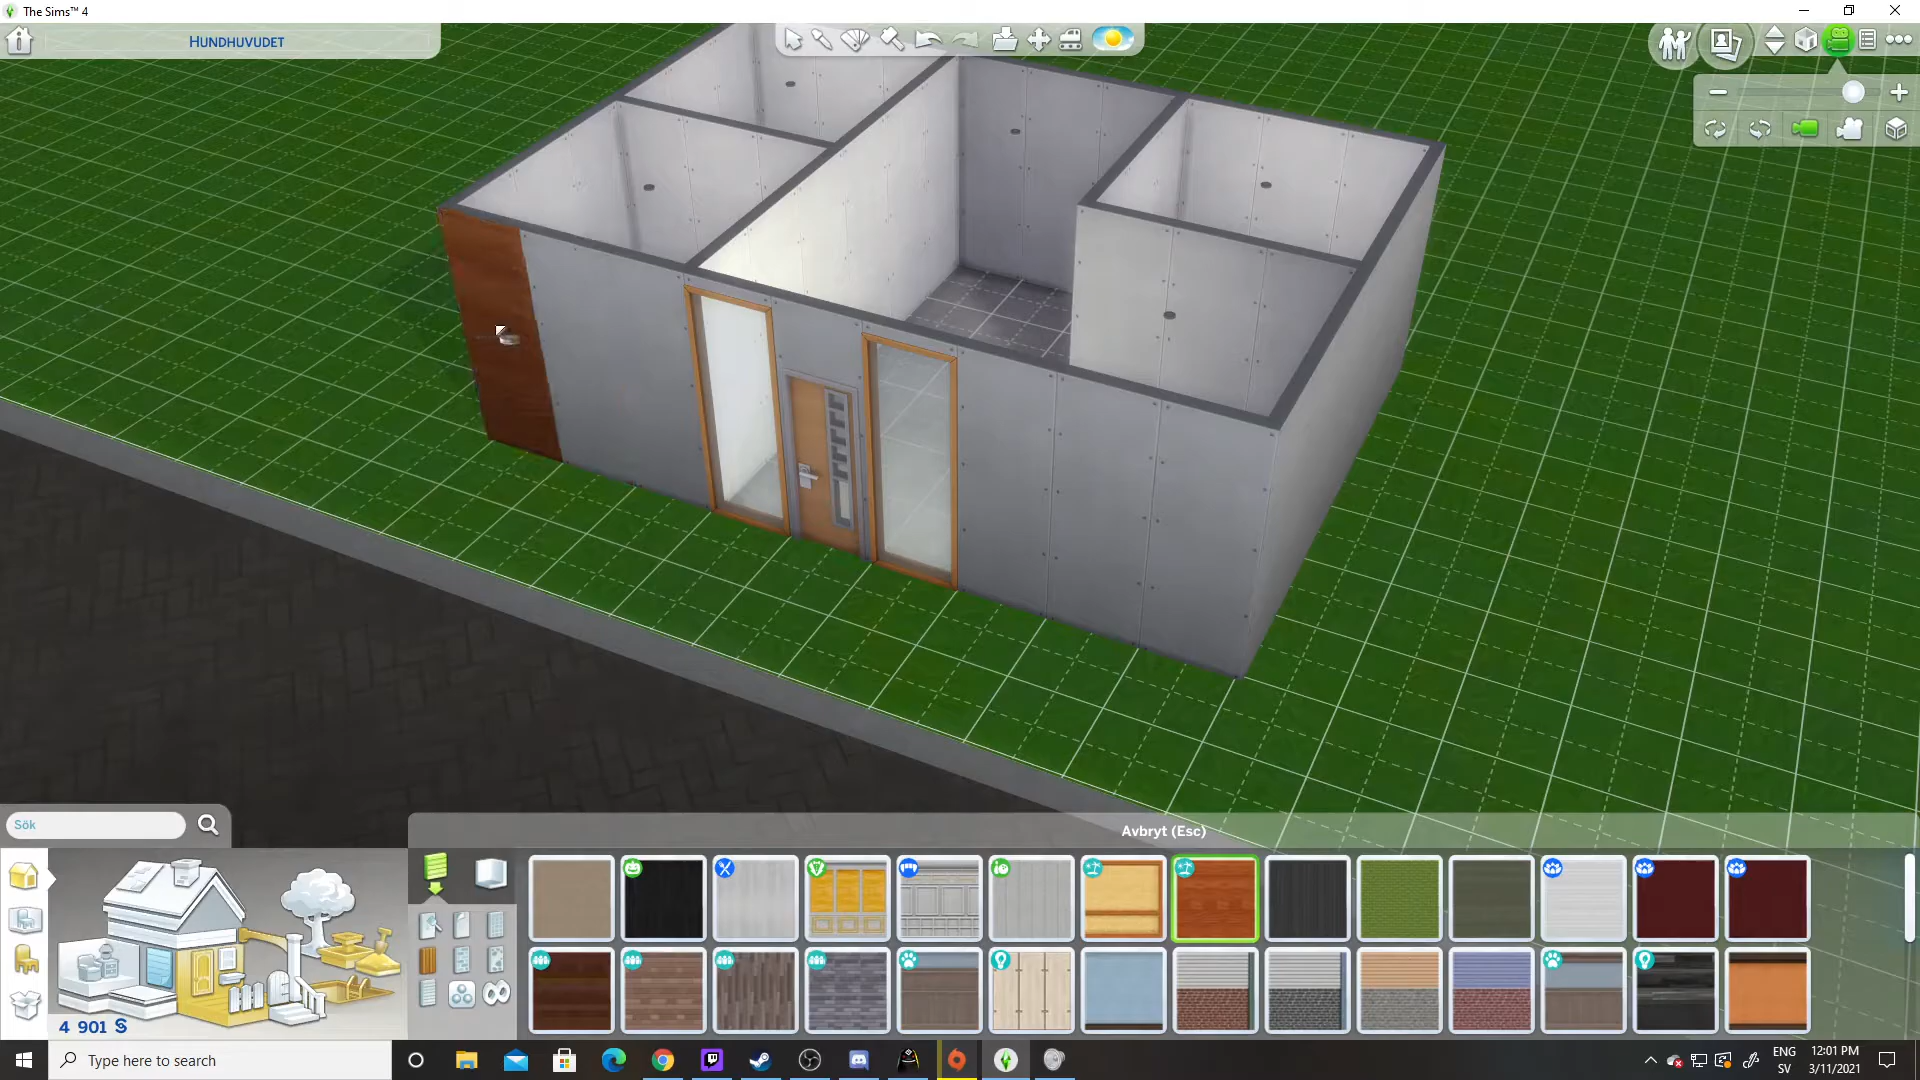 The Sims™ 4
HUNDHUVUDET
Sök
Avbryt (Esc)
4 901 S
Type here to search
ENG
SV
12:01 PM
3/11/2021